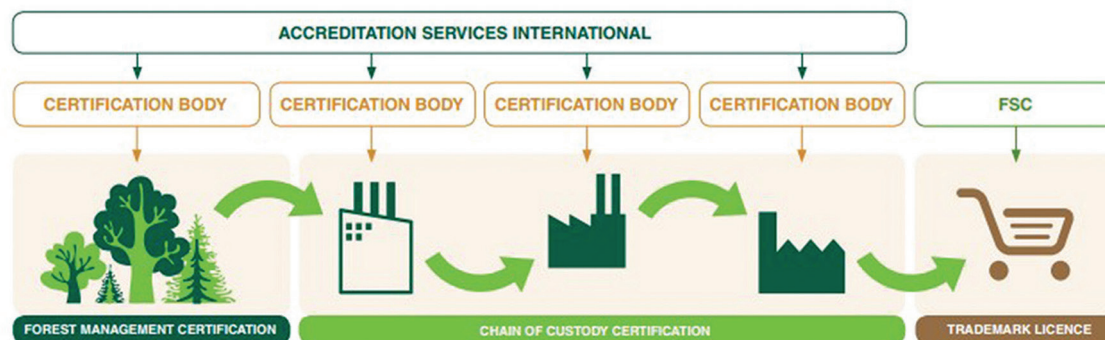 ACCREDITATION SERVICES INTERNATIONAL
CERTIFICATION BODY
CERTIFICATION BODY
CERTIFICATION BODY
CERTIFICATION BODY
FSC
FOREST MANAGEMENT CERTIFICATION
CHAIN OF CUSTODY CERTIFICATION
TRADEMARK LICENCE